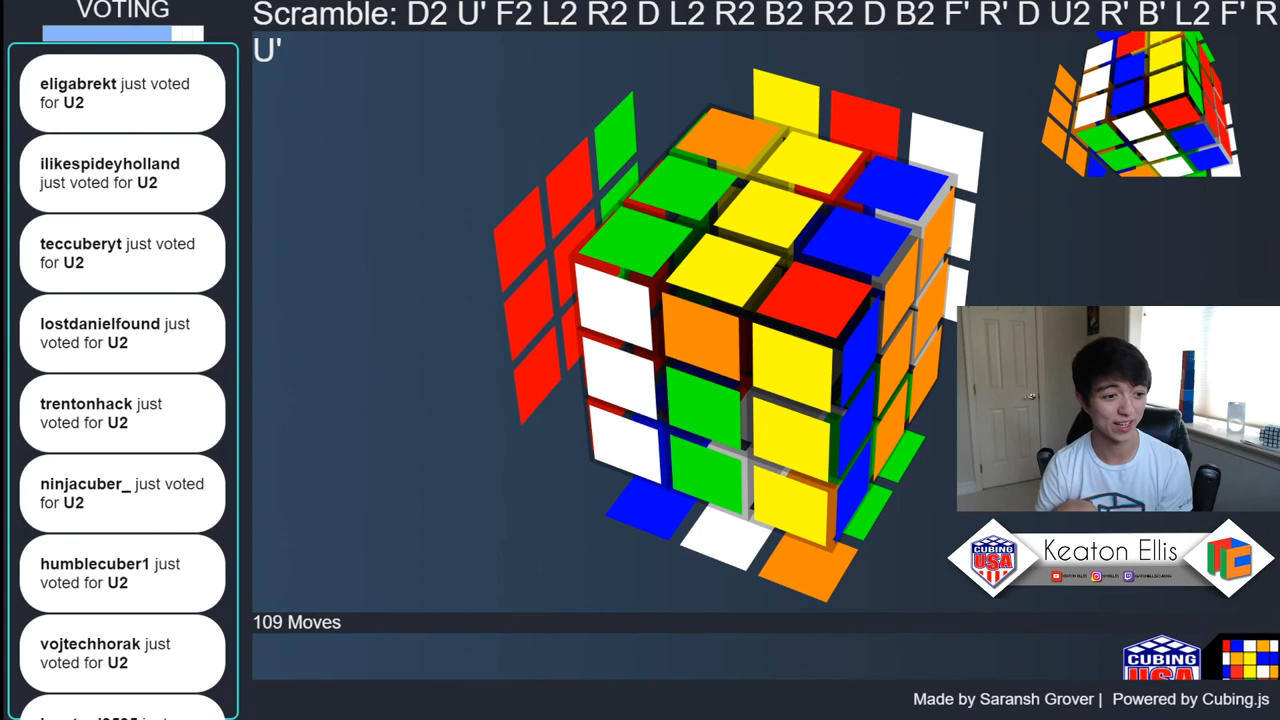 VOTING
Scramble: D2 U' F2 L2 R2 D L2 R2 B2 R2 D B2 F' R' D U2 R' B' L2 F' R
U'
eligabrekt just voted
for U2
ilikespideyholland
just voted for U2
teccuberyt just voted
for U2
lostdanielfound just
voted for U2
trentonhack just
voted for U2
ninjacuber_ just voted
for U2
humblecuber1 just
voted for U2
vojtechhorak just
voted for U2
109 Moves
CUBING
USA
Keaton Ellis
KEATON ELLIS
CUBING
USA
Made by Saransh Grover | Powered by Cubing.js